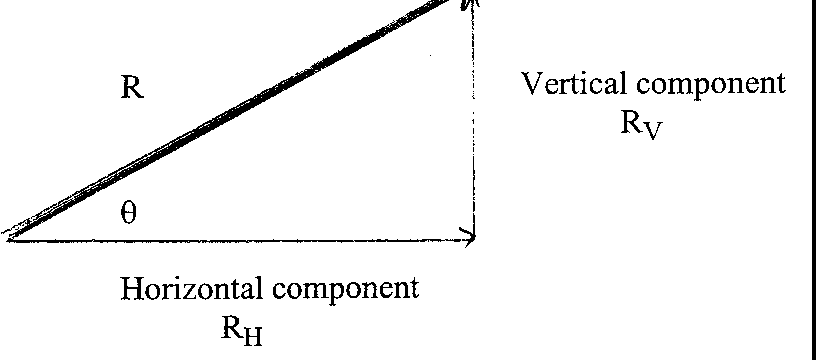 R
Vertical component
R_V
θ
Horizontal component
R_H